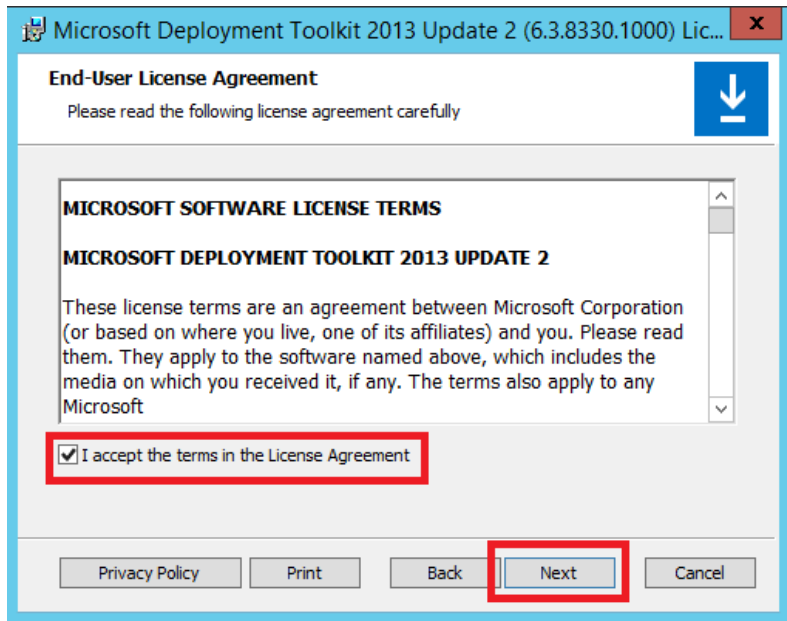 Microsoft Deployment Toolkit 2013 Update 2 (6.3.8330.1000) Lic...
End-User License Agreement
Please read the following license agreement carefully
MICROSOFT SOFTWARE LICENSE TERMS
MICROSOFT DEPLOYMENT TOOLKIT 2013 UPDATE 2
These license terms are an agreement between Microsoft Corporation
(or based on where you live, one of its affiliates) and you. Please read
them. They apply to the software named above, which includes the
media on which you received it, if any. The terms also apply to any
Microsoft
I accept the terms in the License Agreement
Privacy Policy Print Back Next Cancel